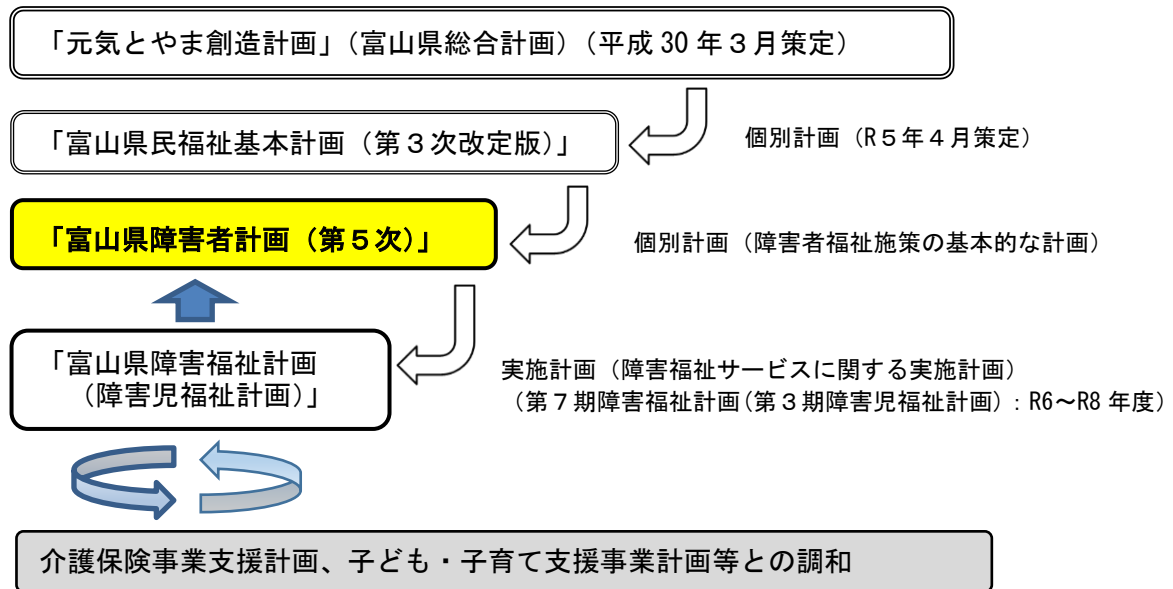 「元気とやま創造計画」(富山県総合計画)(平成 30 年3月策定)
「富山県民福祉基本計画(第3次改定版)」
個別計画(R5年4月策定)
「富山県障害者計画(第5次)」
個別計画(障害者福祉施策の基本的な計画)
「富山県障害福祉計画
(障害児福祉計画)」
実施計画(障害福祉サービスに関する実施計画)
(第7期障害福祉計画(第3期障害児福祉計画):R6~R8 年度)
介護保険事業支援計画、子ども・子育て支援事業計画等との調和